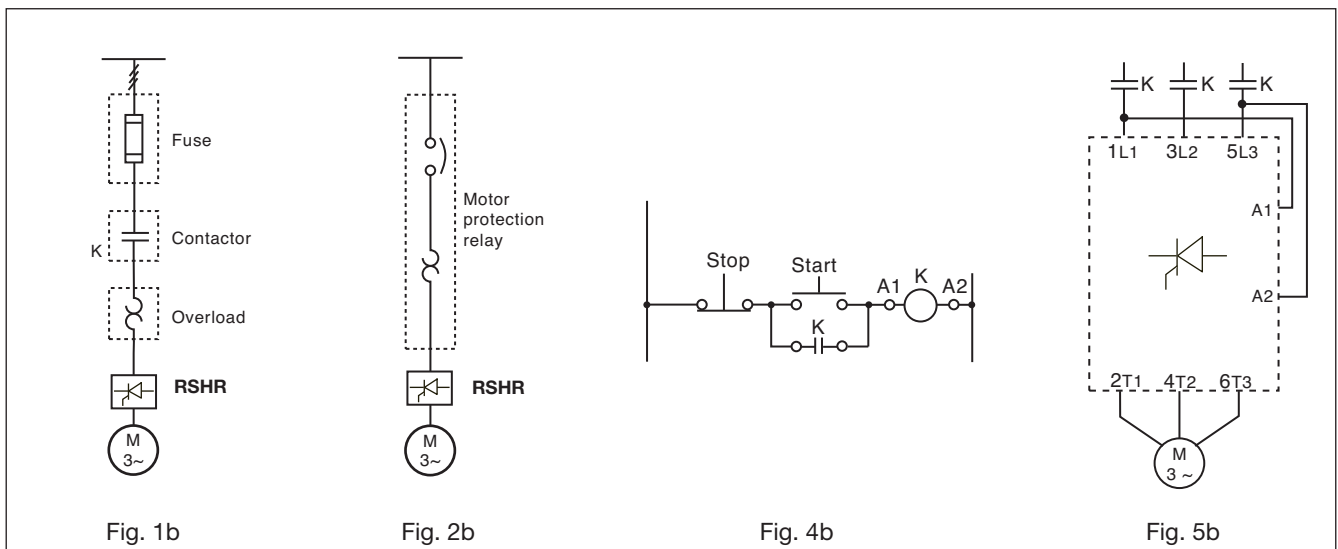 Fuse
K
Contactor
Overload
RSHR
M
3~
Fig. 1b
Motor
protection
relay
RSHR
M
3~
Fig. 2b
Stop
Start
A1
K
A2
K
Fig. 4b
K
K
K
1L1
3L2
5L3
A1
A2
2T1
4T2
6T3
M
3 ~
Fig. 5b